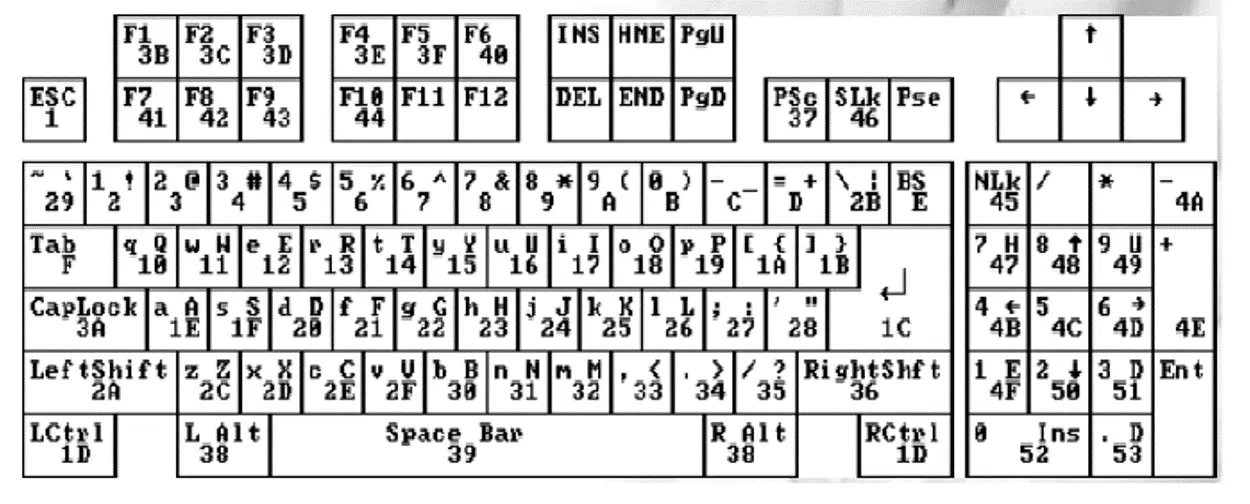 F1 F2 F3 F4 F5 F6 INS HME PgU ↑
3B 3C 3D 3E 3F 40
ESC F7 F8 F9 F10 F11 F12 DEL END PgD PSc SLk Pse ← ↓ →
1 41 42 43 44 37 46
~ ` 1 ! 2 @ 3 # 4 $ 5 % 6 ^ 7 & 8 * 9 ( 0 ) - _ = + \ ¦ BS NLk / * -
29 2 3 4 5 6 7 8 9 A B C D 2B E 45 4A
Tab q Q w W e E r R t T y Y u U i I o O p P [ { ] } 7 H 8 ↑ 9 U +
F 10 11 12 13 14 15 16 17 18 19 1A 1B 47 48 49
CapLock a A s S d D f F g G h H j J k K l L ; : ' " ↵ 4 ← 5 6 →
3A 1E 1F 20 21 22 23 24 25 26 27 28 1C 4B 4C 4D 4E
LeftShift z Z x X c C v V b B n N m M , < . > / ? RightShft 1 E 2 ↓ 3 D Ent
2A 2C 2D 2E 2F 30 31 32 33 34 35 36 4F 50 51
LCtrl L Alt Space Bar R Alt RCtrl 0 Ins . D
1D 38 39 38 1D 52 53